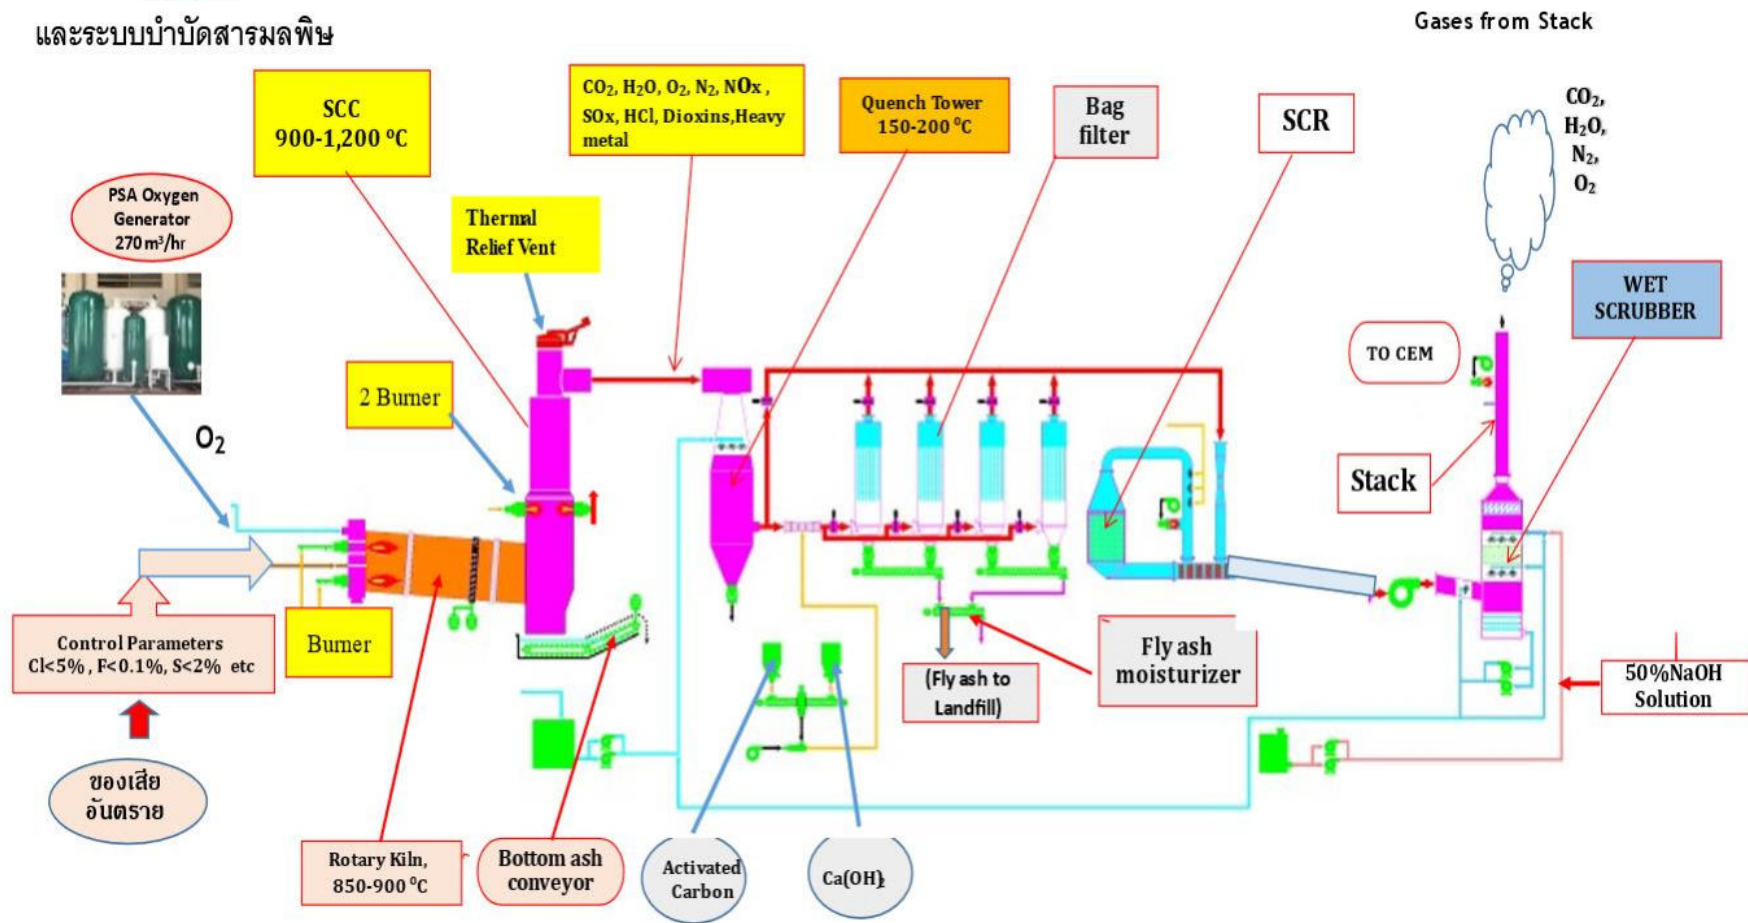 และระบบบำบัดสารมลพิษ
Gases from Stack
SCC
900-1,200 ⁰C
CO₂, H₂O, O₂, N₂, NOx ,
SOx, HCl, Dioxins,Heavy
metal
Quench Tower
150-200 ⁰C
Bag
filter
SCR
CO₂,
H₂O,
N₂,
O₂
PSA Oxygen
Generator
270 m³/hr
Thermal
Relief Vent
WET
SCRUBBER
TO CEM
2 Burner
O₂
Stack
Control Parameters
Cl<5% , F<0.1%, S<2% etc
Burner
(Fly ash to
Landfill)
Fly ash
moisturizer
50%NaOH
Solution
ของเสีย
อันตราย
Rotary Kiln,
850-900 ⁰C
Bottom ash
conveyor
Activated
Carbon
Ca(OH)₂